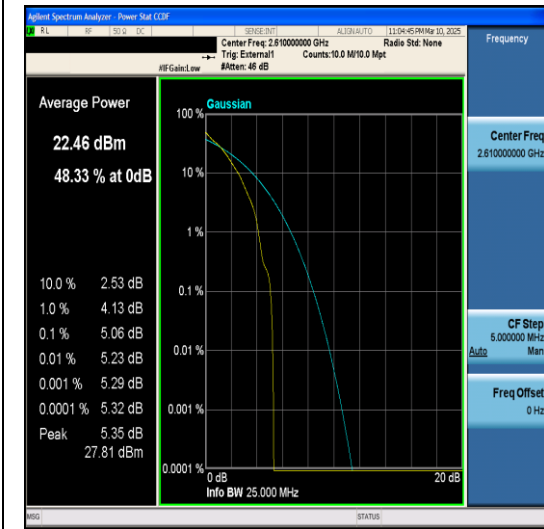 Agilent Spectrum Analyzer - Power Stat CCDF
RL RF 50 Ω DC SENSE:INT ALIGNAUTO 11:04:45 PM Mar 10, 2025
Center Freq: 2.610000000 GHz Radio Std: None
Trig: External1 Counts:10.0 M/10.0 Mpt
#IFGain:Low #Atten: 46 dB
Frequency
Average Power
22.46 dBm
48.33 % at 0dB
10.0 % 2.53 dB
1.0 % 4.13 dB
0.1 % 5.06 dB
0.01 % 5.23 dB
0.001 % 5.29 dB
0.0001 % 5.32 dB
Peak 5.35 dB
27.81 dBm
Gaussian
100 %
10 %
1 %
0.1 %
0.01 %
0.001 %
0.0001 %
0 dB 20 dB
Info BW 25.000 MHz
Center Freq
2.610000000 GHz
CF Step
5.000000 MHz
Auto Man
Freq Offset
0 Hz
MSG STATUS